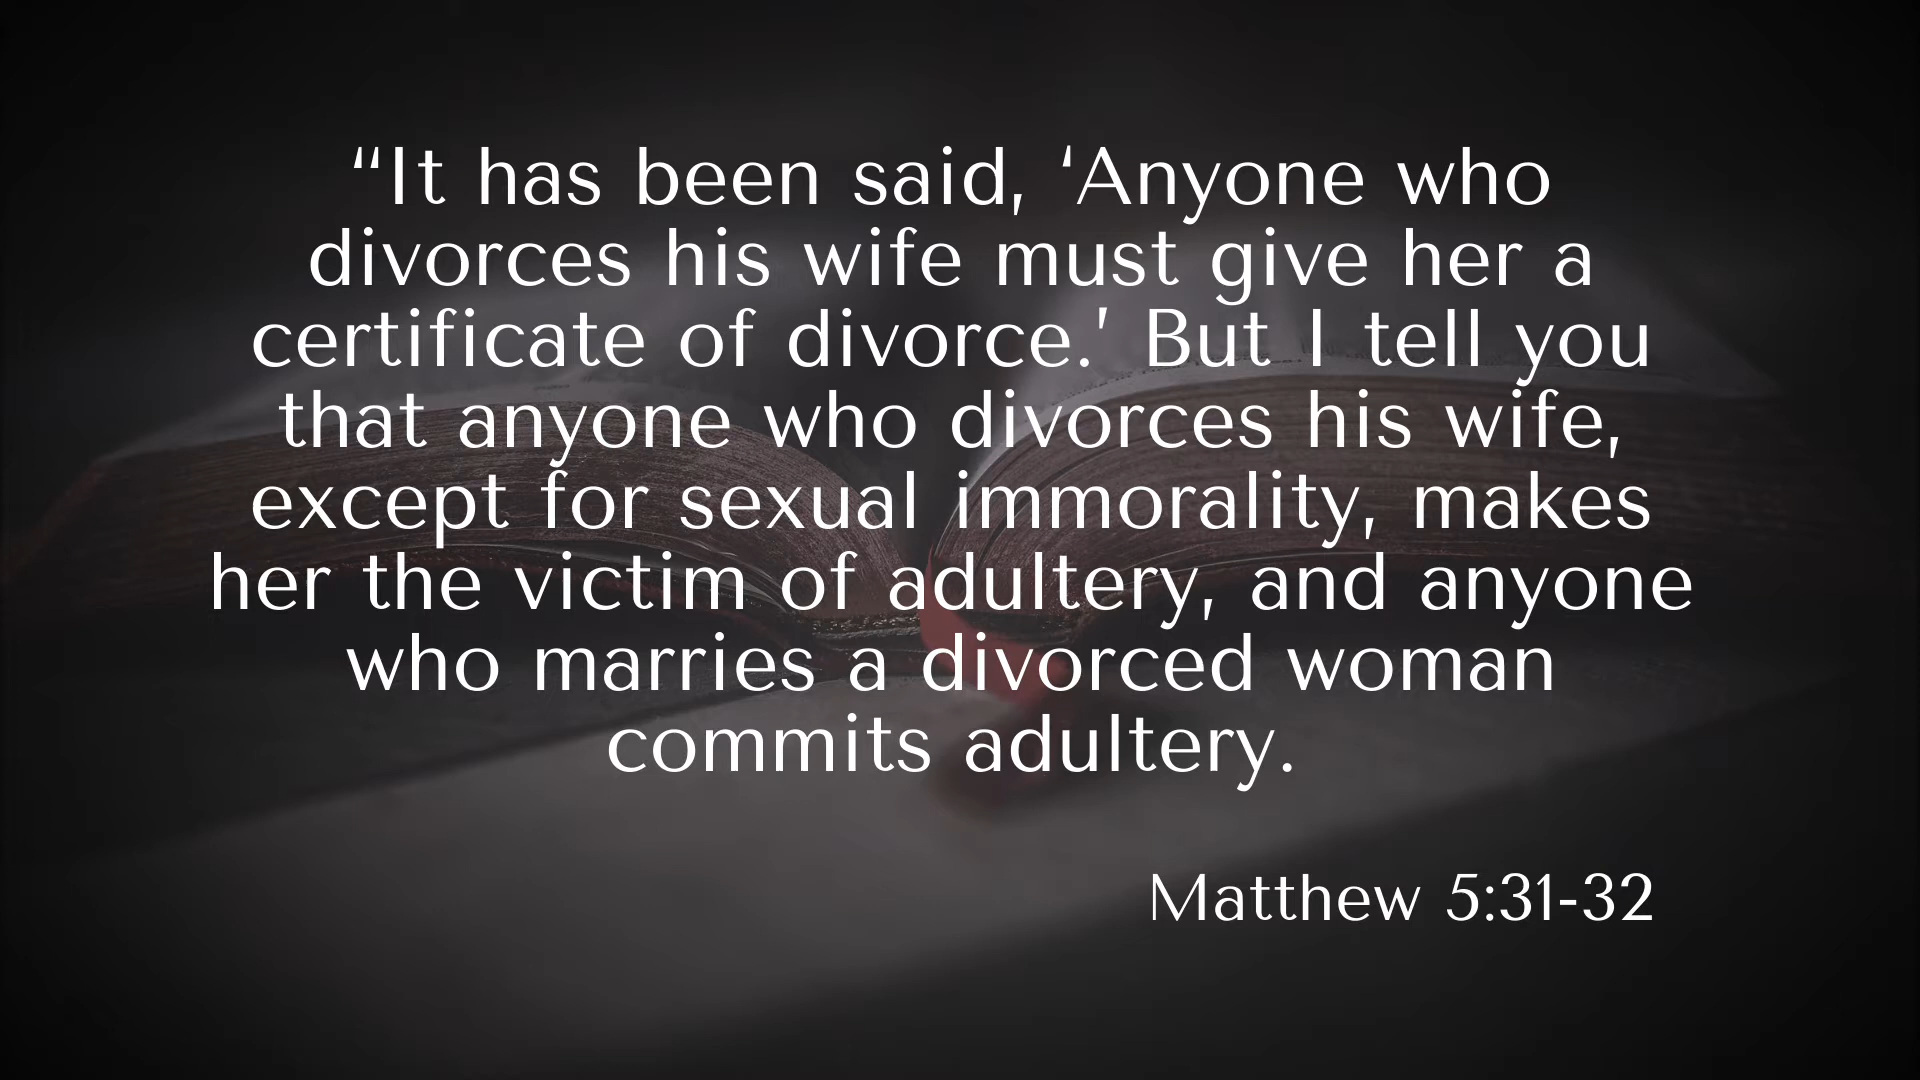 “It has been said, ‘Anyone who
divorces his wife must give her a
certificate of divorce.’ But I tell you
that anyone who divorces his wife,
except for sexual immorality, makes
her the victim of adultery, and anyone
who marries a divorced woman
commits adultery.
Matthew 5:31-32